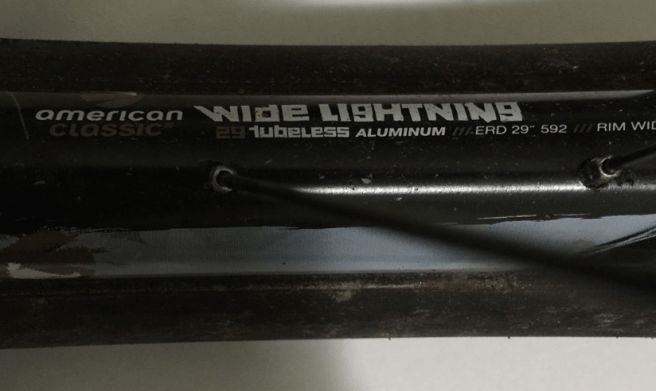 american WIDE LIGHTNING
classic 29 tubeless ALUMINUM /// ERD 29" 592 /// RIM WID